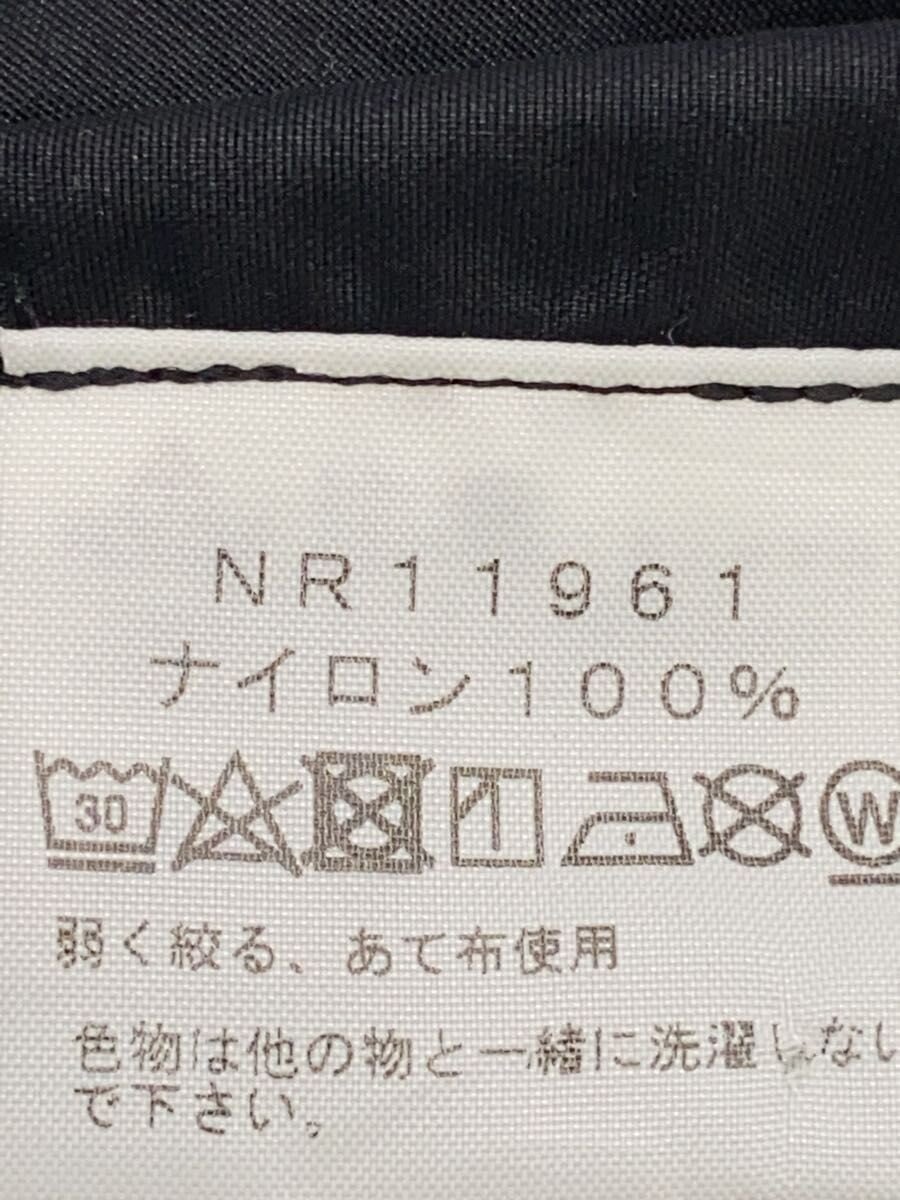 NR11961
ナイロン100%
30 W
弱く絞る、あて布使用
色物は他の物と一緒に洗濯しない
で下さい。